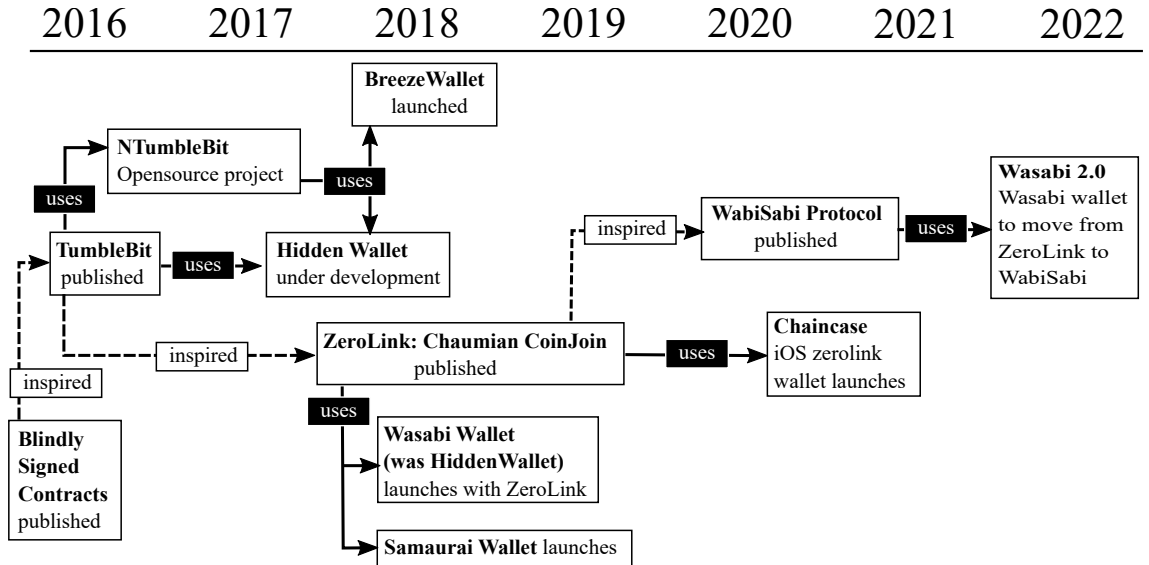 2016 2017 2018 2019 2020 2021 2022
BreezeWallet
launched
NTumbleBit
Opensource project
uses
uses
TumbleBit
published
uses
Hidden Wallet
under development
inspired
WabiSabi Protocol
published
uses
Wasabi 2.0
Wasabi wallet
to move from
ZeroLink to
WabiSabi
inspired
ZeroLink: Chaumian CoinJoin
published
uses
Chaincase
iOS zerolink
wallet launches
inspired
uses
Blindly
Signed
Contracts
published
Wasabi Wallet
(was HiddenWallet)
launches with ZeroLink
Samaurai Wallet launches